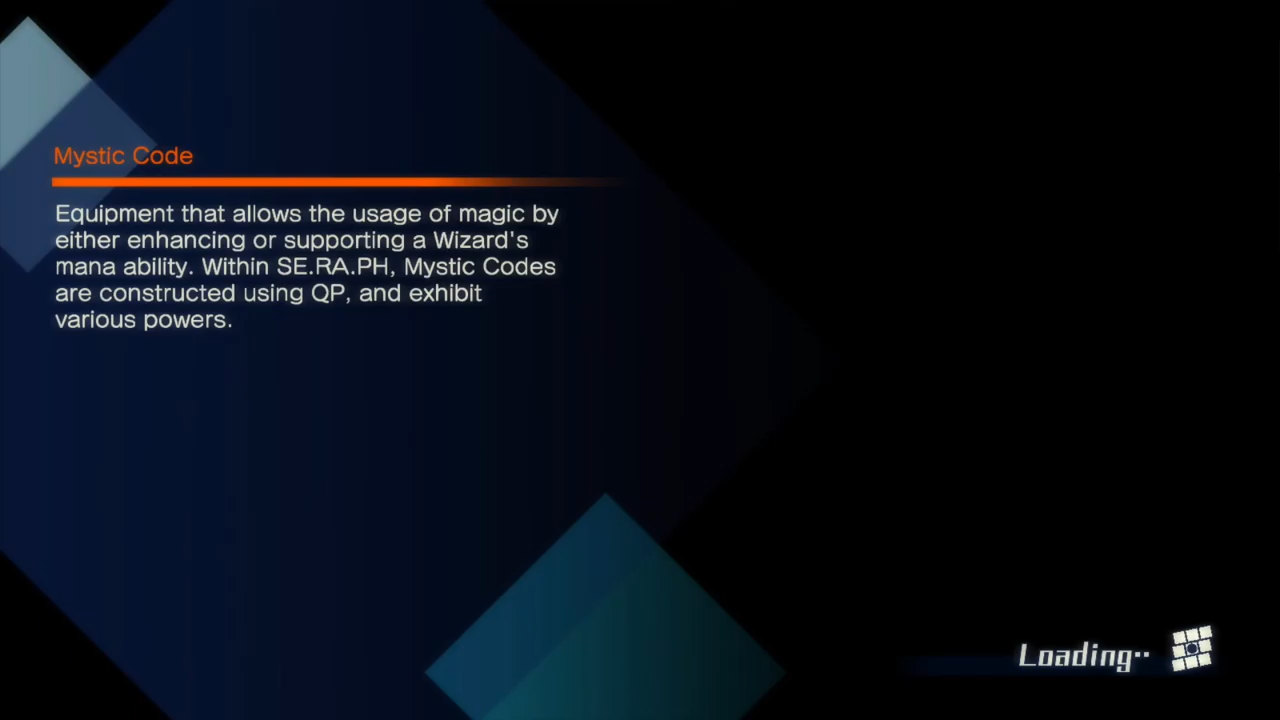 Mystic Code
Equipment that allows the usage of magic by
either enhancing or supporting a Wizard's
mana ability. Within SE.RA.PH, Mystic Codes
are constructed using QP, and exhibit
various powers.
Loading··